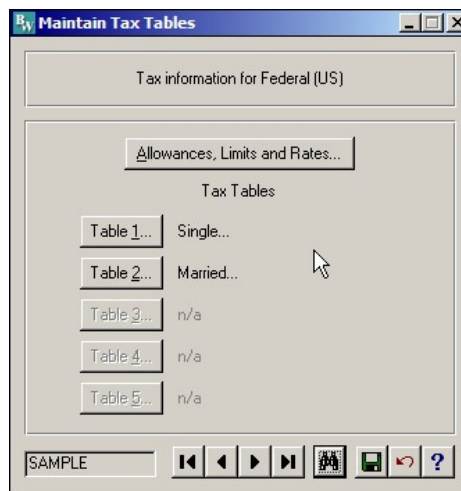 BW Maintain Tax Tables
Tax information for Federal (US)
Allowances, Limits and Rates...
Tax Tables
Table 1... Single...
Table 2... Married...
Table 3... n/a
Table 4... n/a
Table 5... n/a
SAMPLE ?